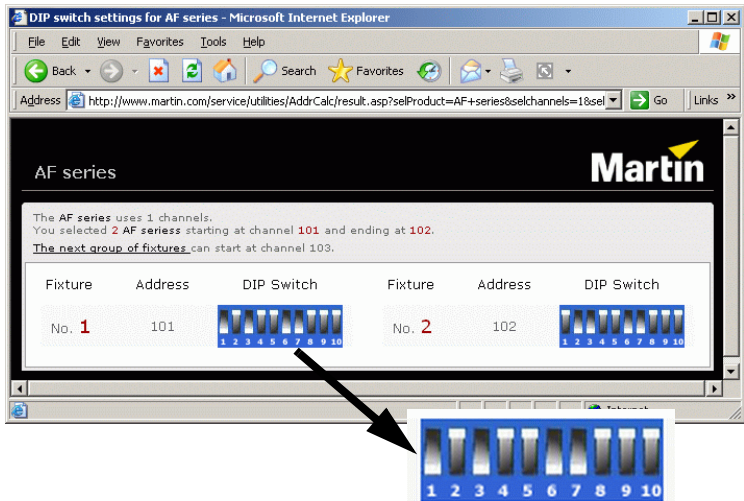 DIP switch settings for AF series - Microsoft Internet Explorer
File Edit View Favorites Tools Help
Back Search Favorites
Address http://www.martin.com/service/utilities/AddrCalc/result.asp?selProduct=AF+series&selchannels=1&sel Go Links »
Martin
AF series
The AF series uses 1 channels.
You selected 2 AF seriess starting at channel 101 and ending at 102.
The next group of fixtures can start at channel 103.
Fixture Address DIP Switch Fixture Address DIP Switch
No. 1 101 1 2 3 4 5 6 7 8 9 10 No. 2 102 1 2 3 4 5 6 7 8 9 10
1 2 3 4 5 6 7 8 9 10